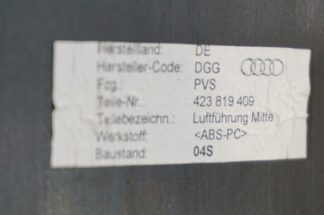 Herstelland: DE
Hersteller-Code: DGG
Fzg.: PVS
Teile-Nr.: 423 819 409
Teilebezeichn.: Luftführung Mitte
Werkstoff: <ABS-PC>
Baustand: 04S